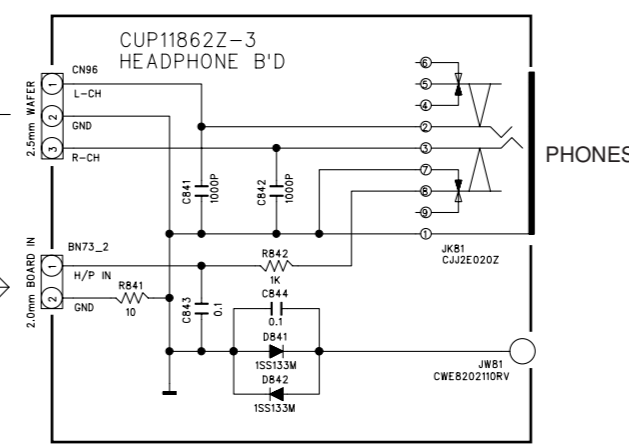 CUP11862Z-3
HEADPHONE B'D
CN96
2.5mm WAFER
1
L-CH
2
GND
3
R-CH
C841
1000P
C842
1000P
6
5
4
2
3
7
8
9
1
PHONES
JK81
CJJ2E020Z
2.0mm BOARD IN
BN73_2
1
H/P IN
2
GND
R841
10
R842
1K
C843
0.1
C844
0.1
D841
1SS133M
D842
1SS133M
JW81
CWE8202110RV